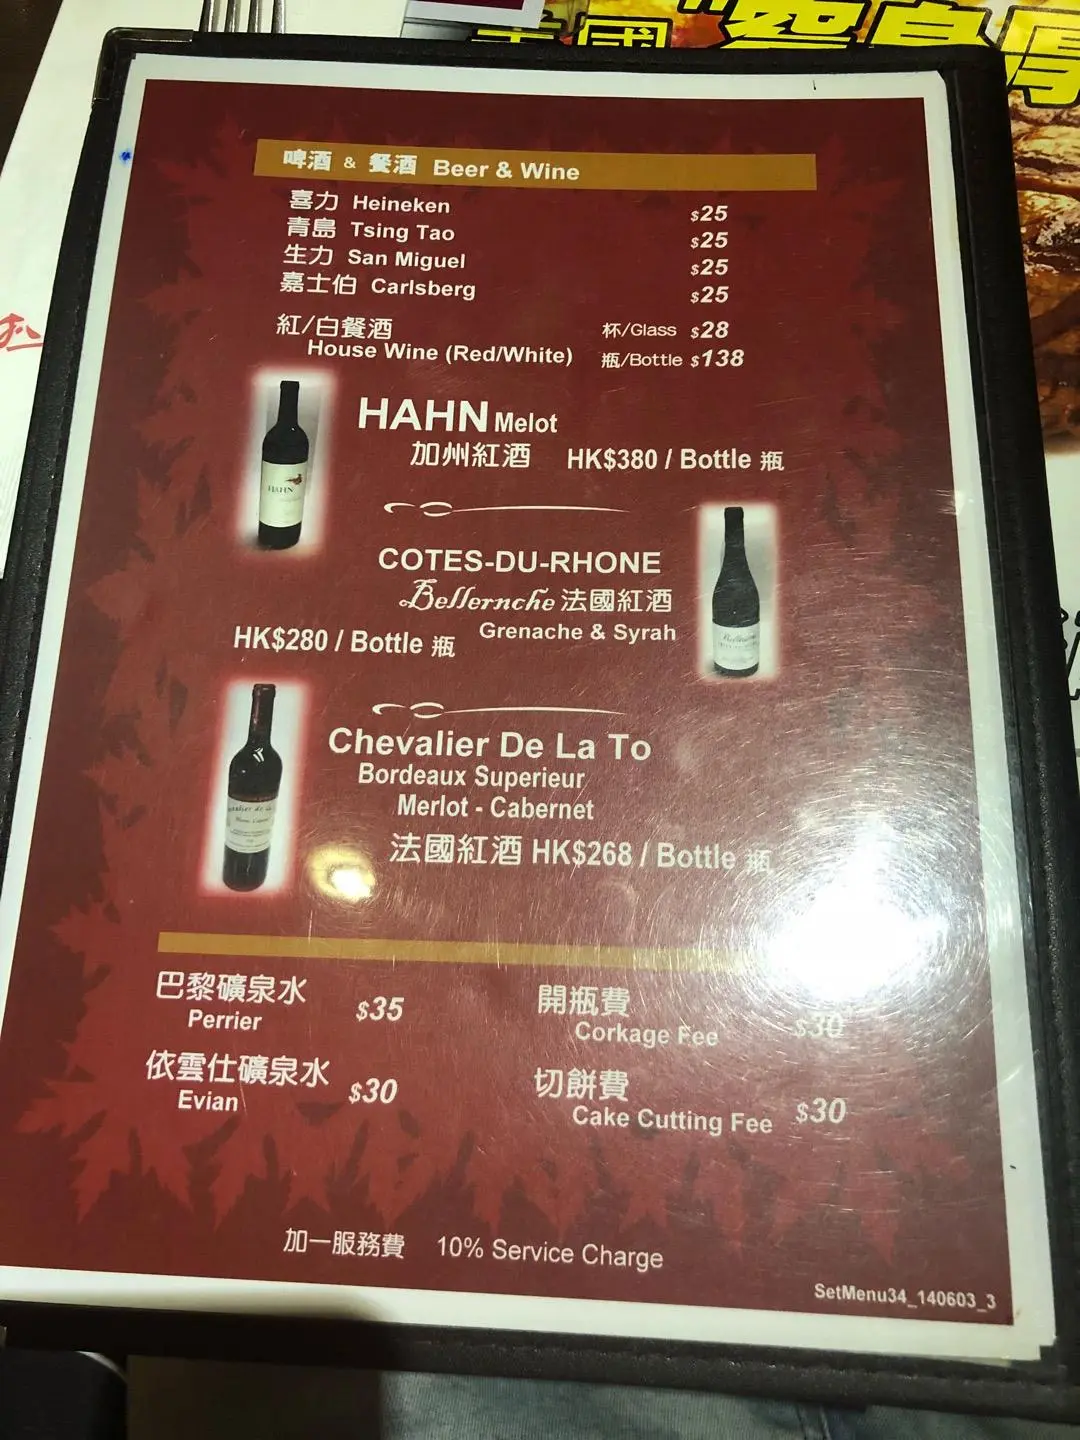 啤酒 & 餐酒 Beer & Wine
喜力 Heineken $25
青島 Tsing Tao $25
生力 San Miguel $25
嘉士伯 Carlsberg $25
紅/白餐酒 杯/Glass $28
House Wine (Red/White) 瓶/Bottle $138
HAHN Melot
加州紅酒 HK$380 / Bottle 瓶
HAHN
COTES-DU-RHONE
Bellernche 法國紅酒
Grenache & Syrah
HK$280 / Bottle 瓶
Chevalier De La To
Bordeaux Superieur
Merlot - Cabernet
法國紅酒 HK$268 / Bottle 瓶
巴黎礦泉水 $35
Perrier
開瓶費 $30
Corkage Fee
依雲仕礦泉水 $30
Evian
切餅費 $30
Cake Cutting Fee
加一服務費 10% Service Charge
SetMenu34_140603_3